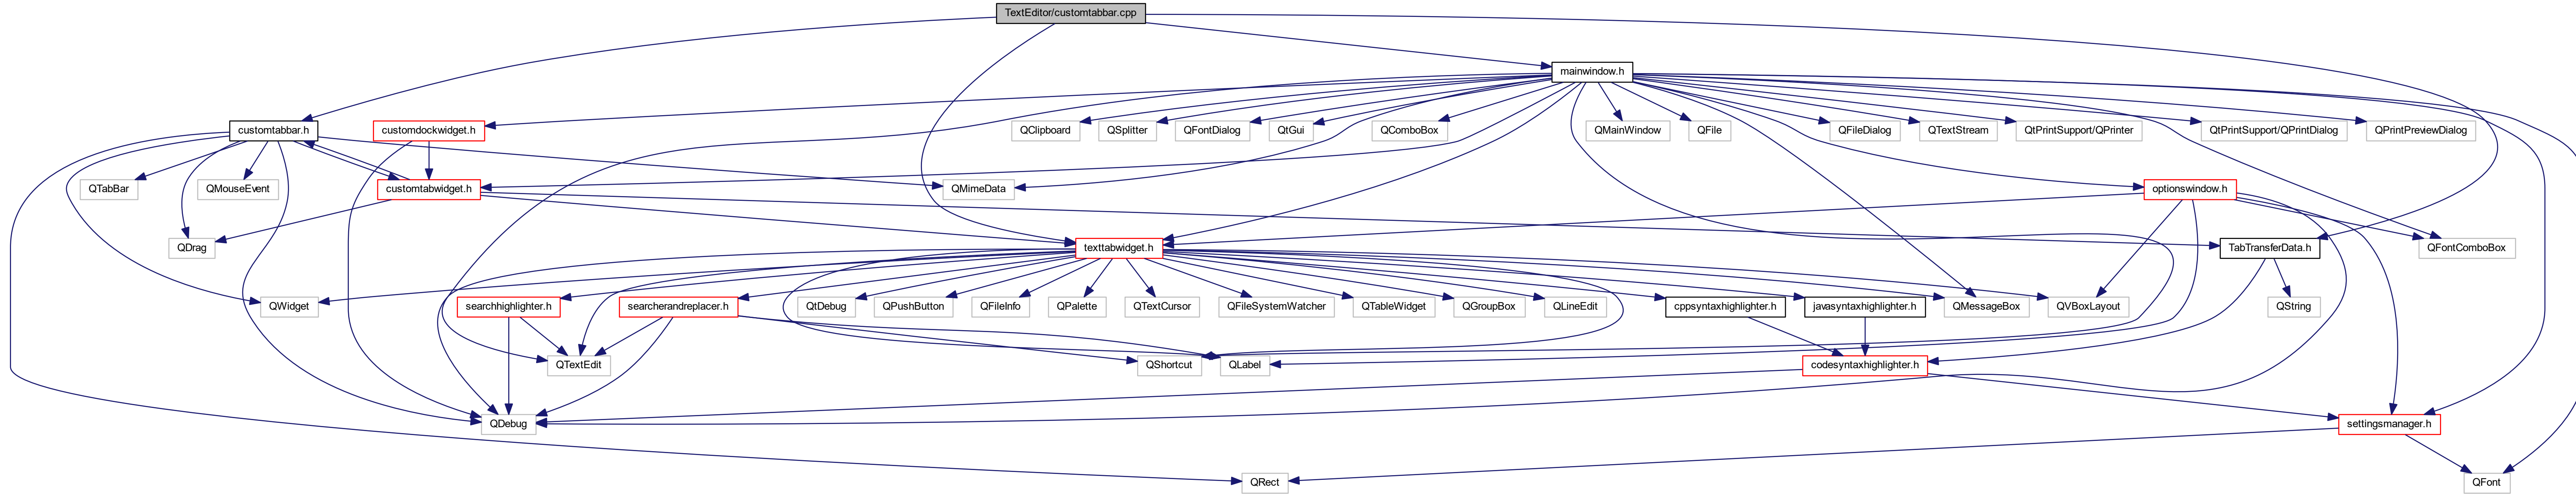 TextEditor/customtabbar.cpp
mainwindow.h
customtabbar.h
customdockwidget.h
QClipboard
QSplitter
QFontDialog
QtGui
QComboBox
QMainWindow
QFile
QFileDialog
QTextStream
QtPrintSupport/QPrinter
QtPrintSupport/QPrintDialog
QPrintPreviewDialog
QTabBar
QMouseEvent
customtabwidget.h
QMimeData
optionswindow.h
QDrag
texttabwidget.h
TabTransferData.h
QFontComboBox
QWidget
searchhighlighter.h
searcherandreplacer.h
QtDebug
QPushButton
QFileInfo
QPalette
QTextCursor
QFileSystemWatcher
QTableWidget
QGroupBox
QLineEdit
cppsyntaxhighlighter.h
javasyntaxhighlighter.h
QMessageBox
QVBoxLayout
QString
QTextEdit
QShortcut
QLabel
codesyntaxhighlighter.h
QDebug
settingsmanager.h
QRect
QFont